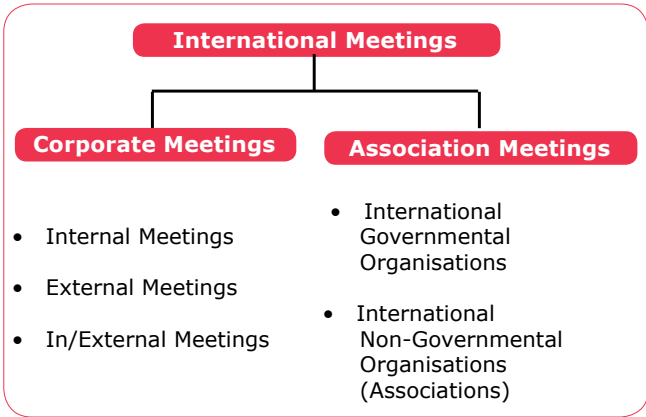 International Meetings
Corporate Meetings
• Internal Meetings
• External Meetings
• In/External Meetings
Association Meetings
• International
Governmental
Organisations
• International
Non-Governmental
Organisations
(Associations)